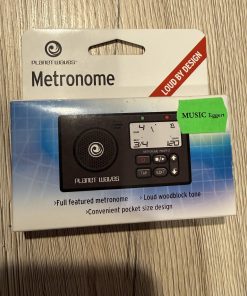 PLANET WAVES
Metronome
LOUD BY DESIGN
MUSIC Eggert
4
3/4
120
PLANET WAVES
›Full featured metronome
›Loud woodblock tone
›Convenient pocket size design